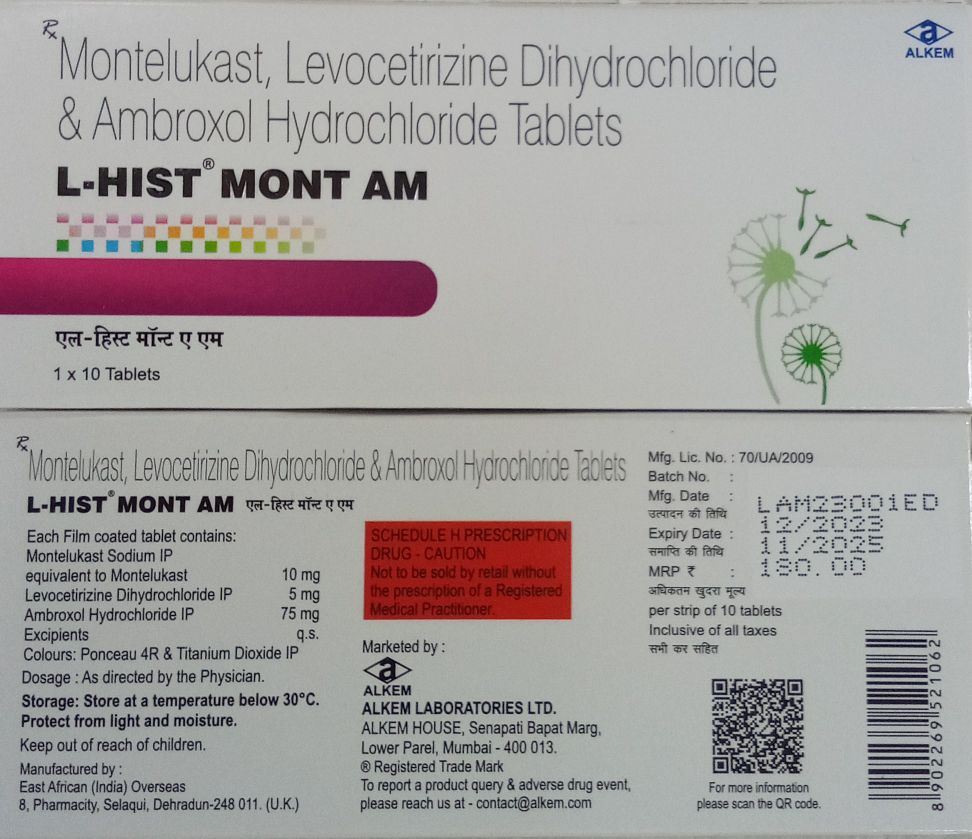 Rx
Montelukast, Levocetirizine Dihydrochloride
& Ambroxol Hydrochloride Tablets
L-HIST® MONT AM
एल-हिस्ट मॉन्ट ए एम
1 x 10 Tablets
a
ALKEM
Rx
Montelukast, Levocetirizine Dihydrochloride & Ambroxol Hydrochloride Tablets
L-HIST® MONT AM एल-हिस्ट मॉन्ट ए एम
Each Film coated tablet contains:
Montelukast Sodium IP
equivalent to Montelukast 10 mg
Levocetirizine Dihydrochloride IP 5 mg
Ambroxol Hydrochloride IP 75 mg
Excipients q.s.
Colours: Ponceau 4R & Titanium Dioxide IP
Dosage : As directed by the Physician.
Storage: Store at a temperature below 30°C.
Protect from light and moisture.
Keep out of reach of children.
Manufactured by :
East African (India) Overseas
8, Pharmacity, Selaqui, Dehradun-248 011. (U.K.)
SCHEDULE H PRESCRIPTION
DRUG - CAUTION
Not to be sold by retail without
the prescription of a Registered
Medical Practitioner.
Marketed by :
a
ALKEM
ALKEM LABORATORIES LTD.
ALKEM HOUSE, Senapati Bapat Marg,
Lower Parel, Mumbai - 400 013.
® Registered Trade Mark
To report a product query & adverse drug event,
please reach us at - contact@alkem.com
Mfg. Lic. No. : 70/UA/2009
Batch No. : LAM23001ED
Mfg. Date : 12/2023
उत्पादन की तिथि
Expiry Date : 11/2025
समाप्ति की तिथि
MRP ₹ : 180.00
अधिकतम खुदरा मूल्य
per strip of 10 tablets
Inclusive of all taxes
सभी कर सहित
For more information
please scan the QR code.
8902269521062